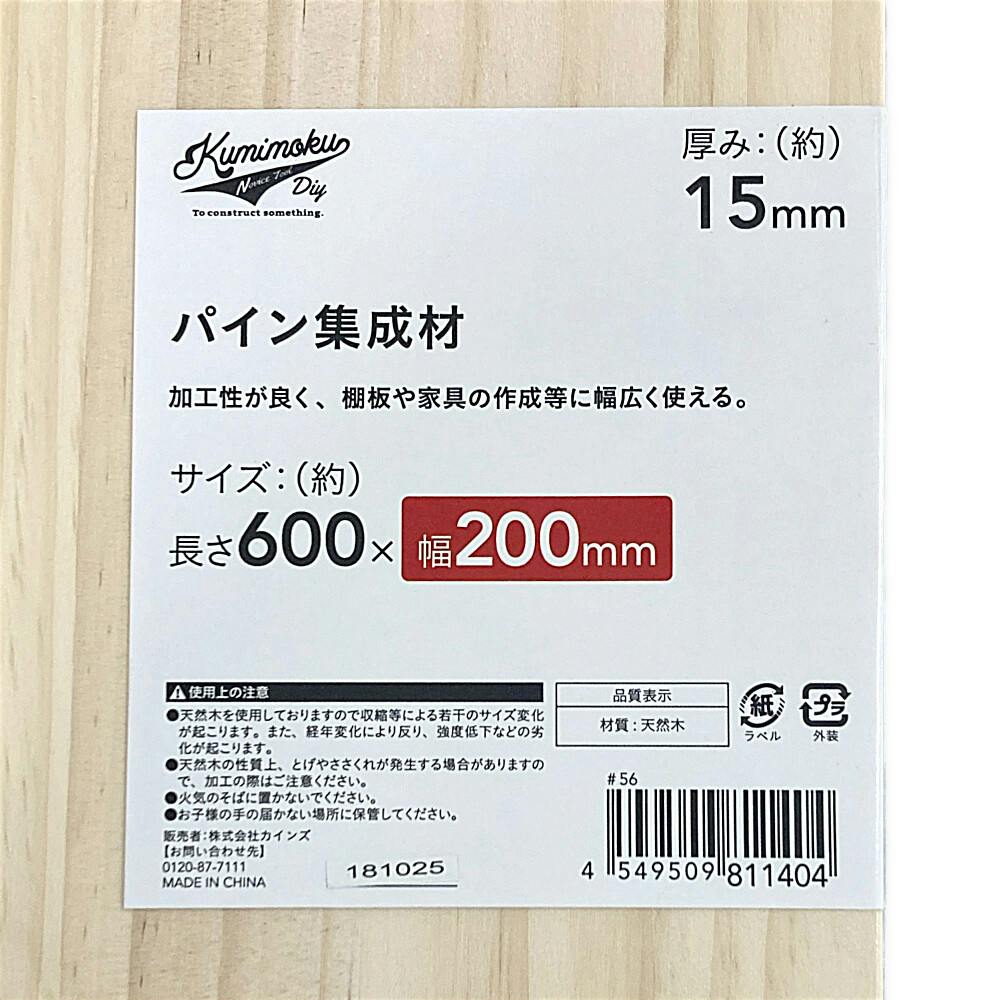 Kumimoku
Novice Tool
Diy
To construct something.
厚み：（約）
15mm
パイン集成材
加工性が良く、棚板や家具の作成等に幅広く使える。
サイズ：（約）
長さ600×幅200mm
使用上の注意
●天然木を使用しておりますので収縮等による若干のサイズ変化
が起こります。また、経年変化により反り、強度低下などの劣
化が起こります。
●天然木の性質上、とげやささくれが発生する場合がありますの
で、加工の際はご注意ください。
●火気のそばに置かないでください。
●お子様の手の届かない場所に保管してください。
販売者：株式会社カインズ
【お問い合わせ先】
0120-87-7111
MADE IN CHINA
181025
品質表示
材質：天然木
紙
ラベル
プラ
外装
#56
4 549509 811404